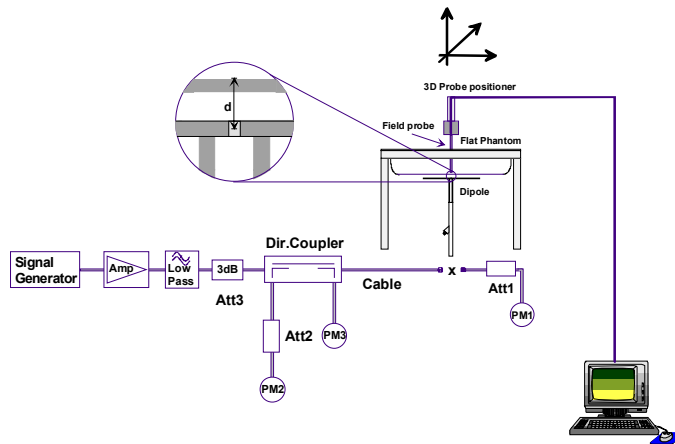 d
3D Probe positioner
Field probe
Flat Phantom
Dipole
Signal
Generator
Amp
Low
Pass
3dB
Att3
Dir.Coupler
Cable
x
Att1
PM1
Att2
PM3
PM2